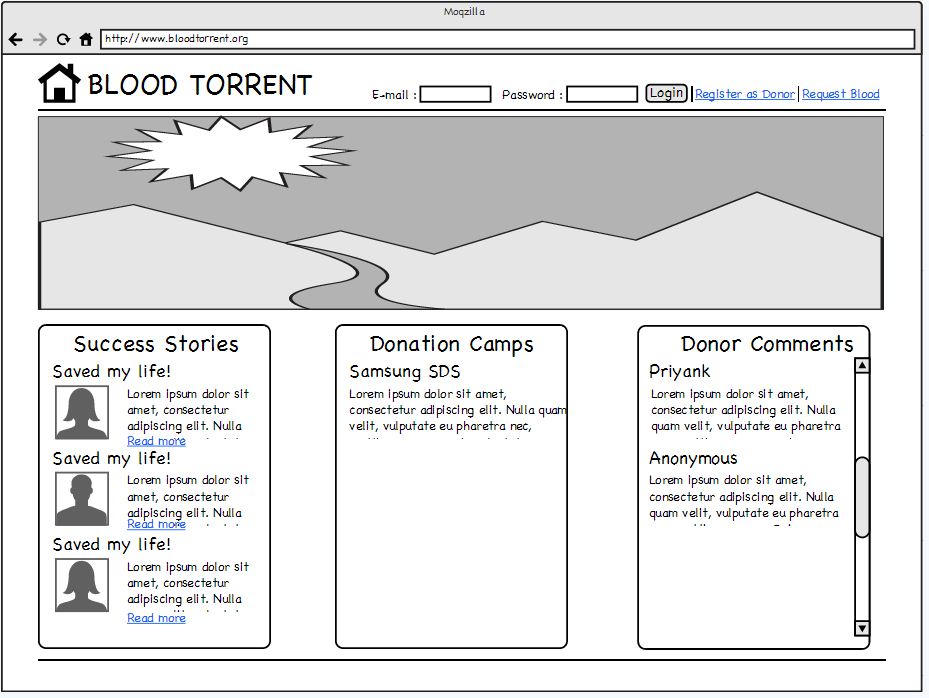 Moqzilla
http://www.bloodtorrent.org
BLOOD TORRENT
E-mail : Password : Login Register as Donor Request Blood
Success Stories
Saved my life!
Lorem ipsum dolor sit
amet, consectetur
adipiscing elit. Nulla
Read more
Saved my life!
Lorem ipsum dolor sit
amet, consectetur
adipiscing elit. Nulla
Read more
Saved my life!
Lorem ipsum dolor sit
amet, consectetur
adipiscing elit. Nulla
Read more
Donation Camps
Samsung SDS
Lorem ipsum dolor sit amet,
consectetur adipiscing elit. Nulla quam
velit, vulputate eu pharetra nec,
Donor Comments
Priyank
Lorem ipsum dolor sit amet,
consectetur adipiscing elit. Nulla
quam velit, vulputate eu pharetra
Anonymous
Lorem ipsum dolor sit amet,
consectetur adipiscing elit. Nulla
quam velit, vulputate eu pharetra